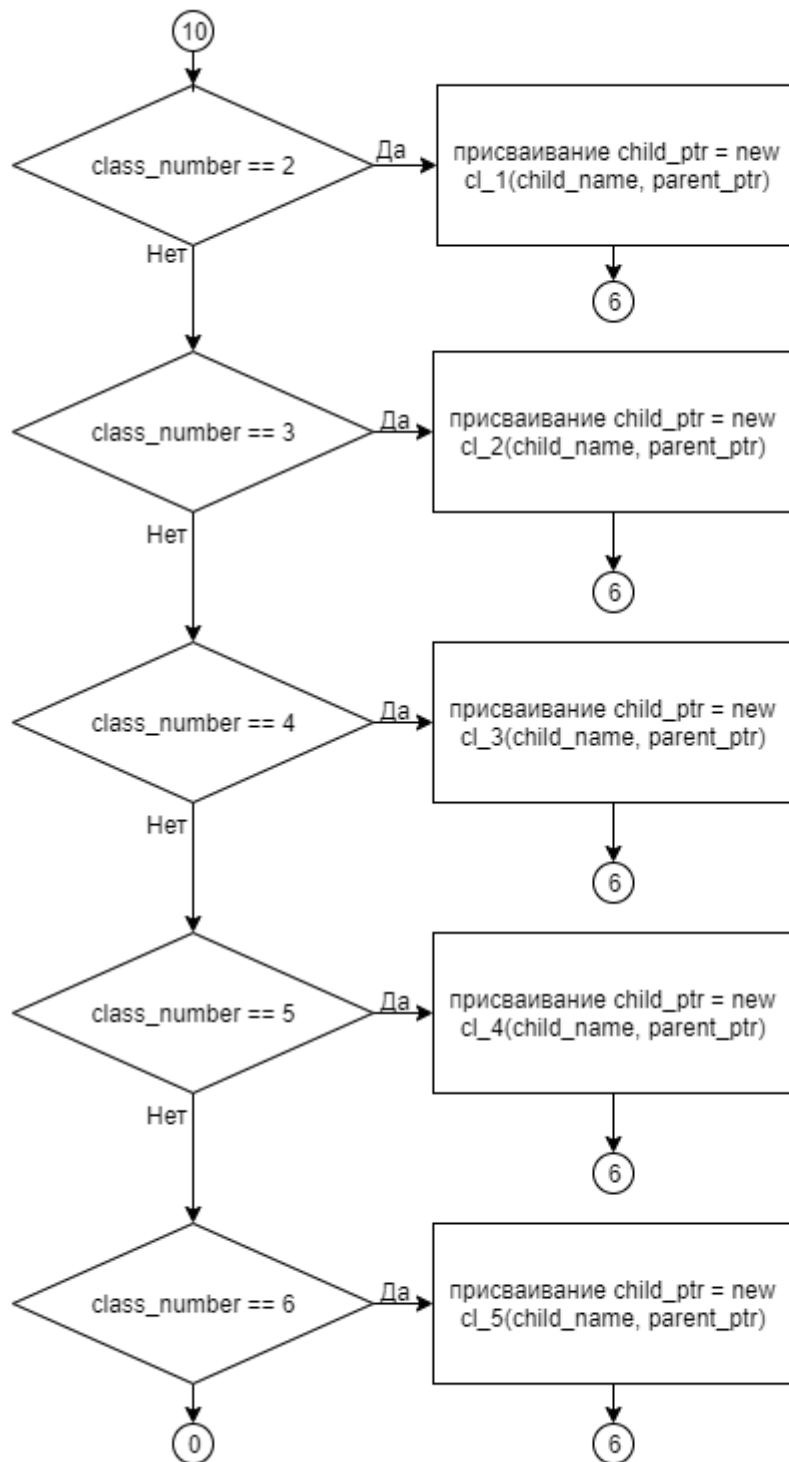 10
class_number == 2
Да
присваивание child_ptr = new
cl_1(child_name, parent_ptr)
Нет
6
class_number == 3
Да
присваивание child_ptr = new
cl_2(child_name, parent_ptr)
Нет
6
class_number == 4
Да
присваивание child_ptr = new
cl_3(child_name, parent_ptr)
Нет
6
class_number == 5
Да
присваивание child_ptr = new
cl_4(child_name, parent_ptr)
Нет
6
class_number == 6
Да
присваивание child_ptr = new
cl_5(child_name, parent_ptr)
0
6